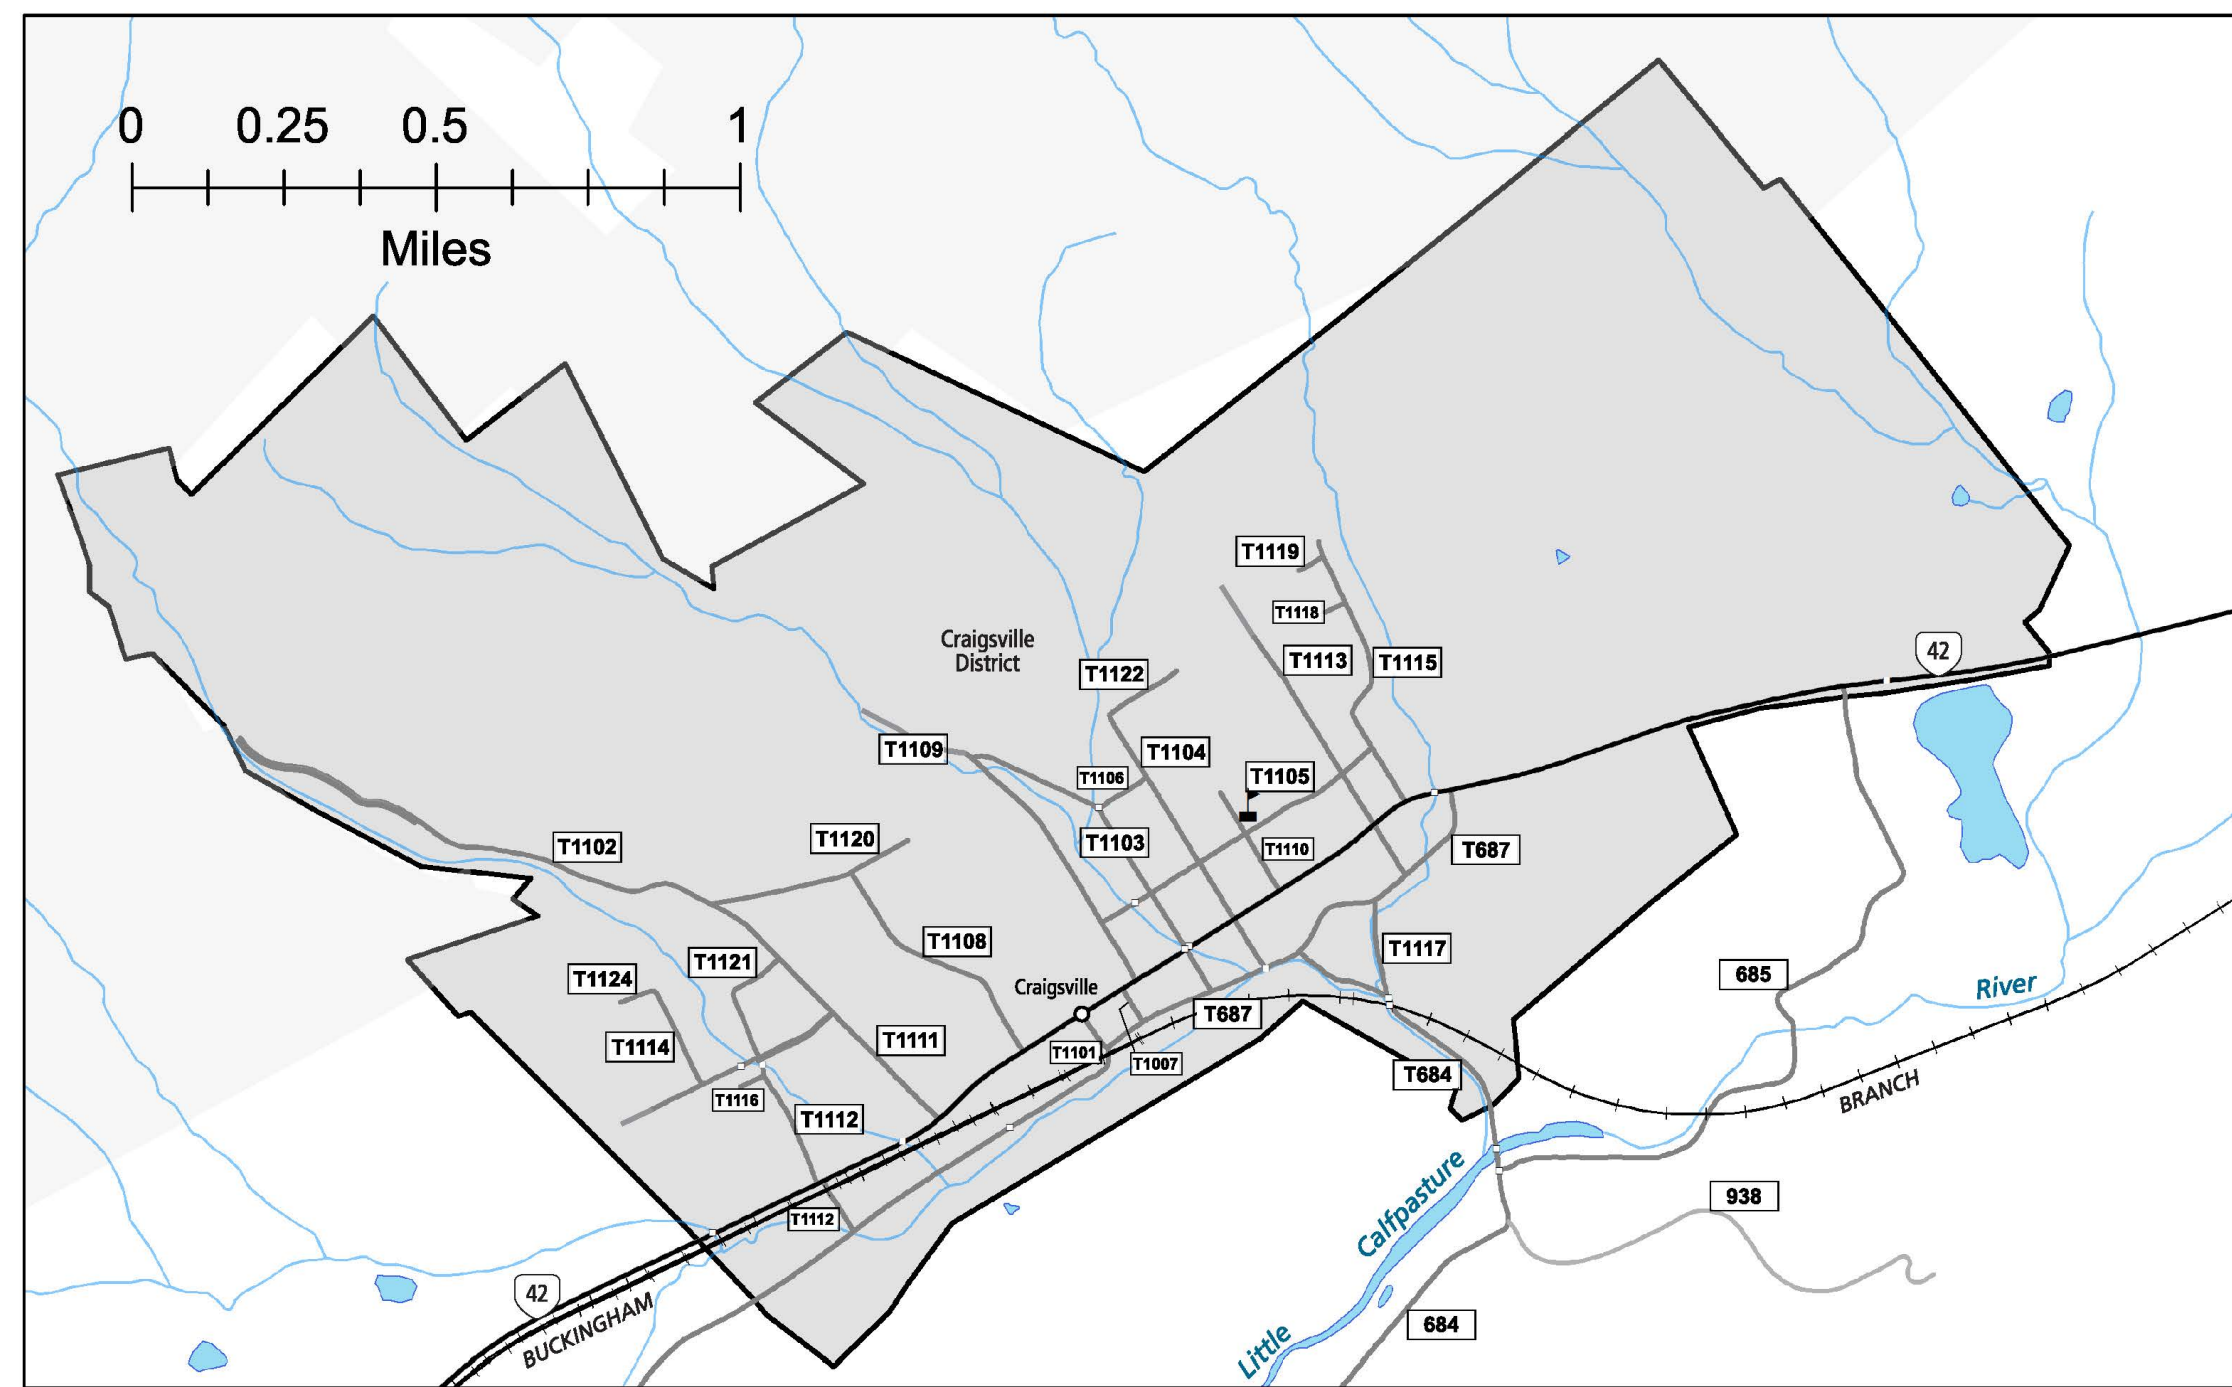 0 0.25 0.5 1
Miles
T1119
T1118
Craigsville
District
T1113
T1115
42
T1122
T1109
T1104
T1106
T1105
T1102
T1120
T1103
T1110
T687
T1108
T1117
T1121
T1124
Craigsville
685
River
T687
T1114
T1111
T1101
T1007
T684
T1116
T1112
BRANCH
Calfpasture
938
T1112
42
BUCKINGHAM
684
Little